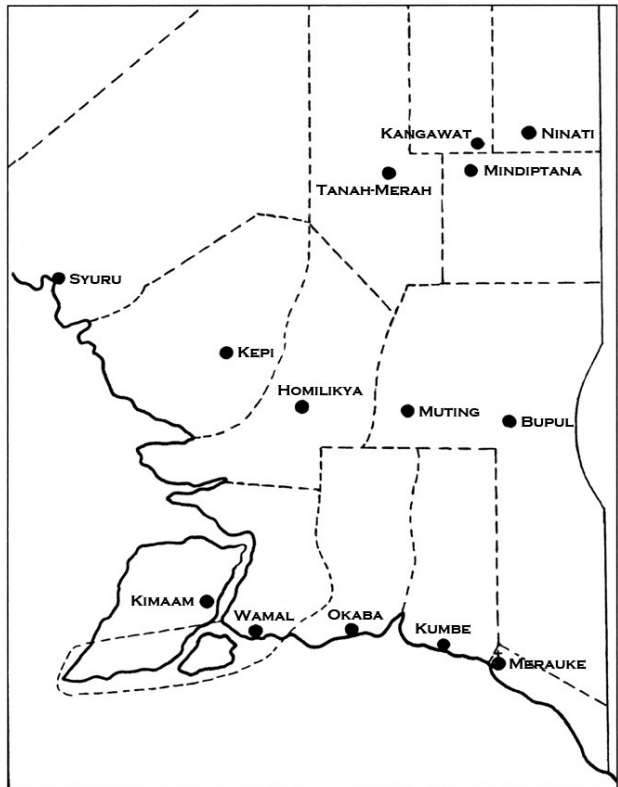 Kangawat
Ninati
Tanah-Merah
Mindiptana
Syuru
Kepi
Homilikya
Muting
Bupul
Kimaam
Wamal
Okaba
Kumbe
Merauke